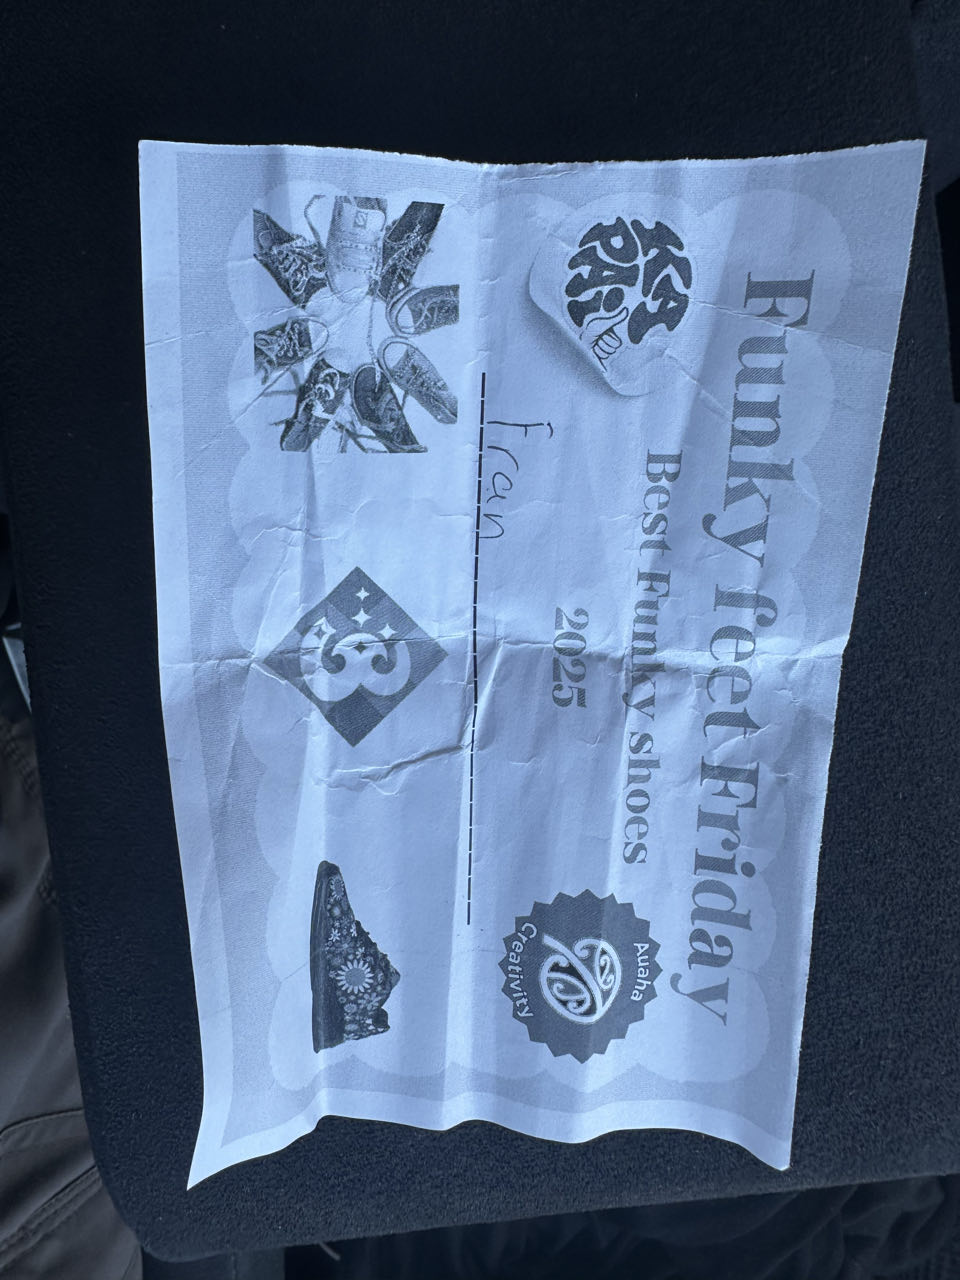 Funky feet Friday
Best Funky shoes
2025
KA
PAI
Auaha
Creativity
Fran